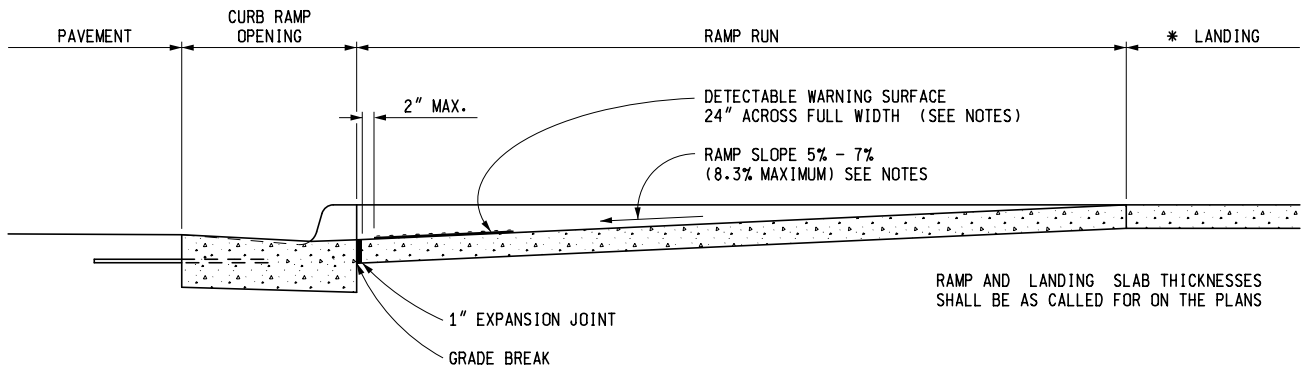 PAVEMENT
CURB RAMP
OPENING
RAMP RUN
* LANDING
2" MAX.
DETECTABLE WARNING SURFACE
24" ACROSS FULL WIDTH (SEE NOTES)
RAMP SLOPE 5% - 7%
(8.3% MAXIMUM) SEE NOTES
RAMP AND LANDING SLAB THICKNESSES
SHALL BE AS CALLED FOR ON THE PLANS
1" EXPANSION JOINT
GRADE BREAK